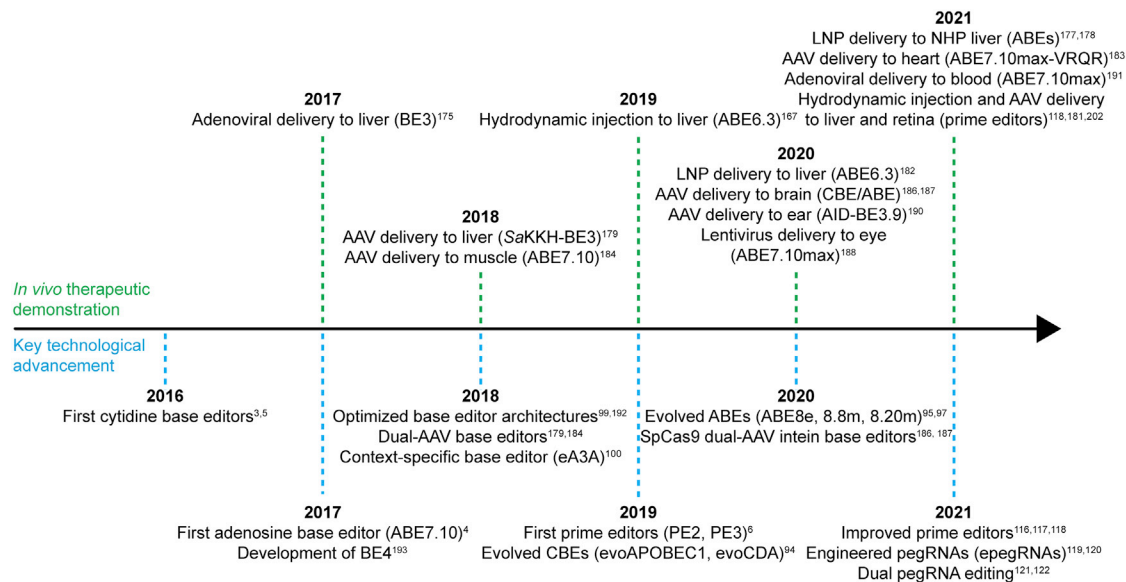 2021
LNP delivery to NHP liver (ABEs)177,178
AAV delivery to heart (ABE7.10max-VRQR)183
Adenoviral delivery to blood (ABE7.10max)191
Hydrodynamic injection and AAV delivery
to liver and retina (prime editors)118,181,202
2017
Adenoviral delivery to liver (BE3)175
2019
Hydrodynamic injection to liver (ABE6.3)167
2020
LNP delivery to liver (ABE6.3)182
AAV delivery to brain (CBE/ABE)186,187
AAV delivery to ear (AID-BE3.9)190
Lentivirus delivery to eye
(ABE7.10max)188
2018
AAV delivery to liver (SaKKH-BE3)179
AAV delivery to muscle (ABE7.10)184
In vivo therapeutic
demonstration
Key technological
advancement
2016
First cytidine base editors3,5
2018
Optimized base editor architectures99,192
Dual-AAV base editors179,184
Context-specific base editor (eA3A)100
2020
Evolved ABEs (ABE8e, 8.8m, 8.20m)95,97
SpCas9 dual-AAV intein base editors186, 187
2017
First adenosine base editor (ABE7.10)4
Development of BE4193
2019
First prime editors (PE2, PE3)6
Evolved CBEs (evoAPOBEC1, evoCDA)94
2021
Improved prime editors116,117,118
Engineered pegRNAs (epegRNAs)119,120
Dual pegRNA editing121,122